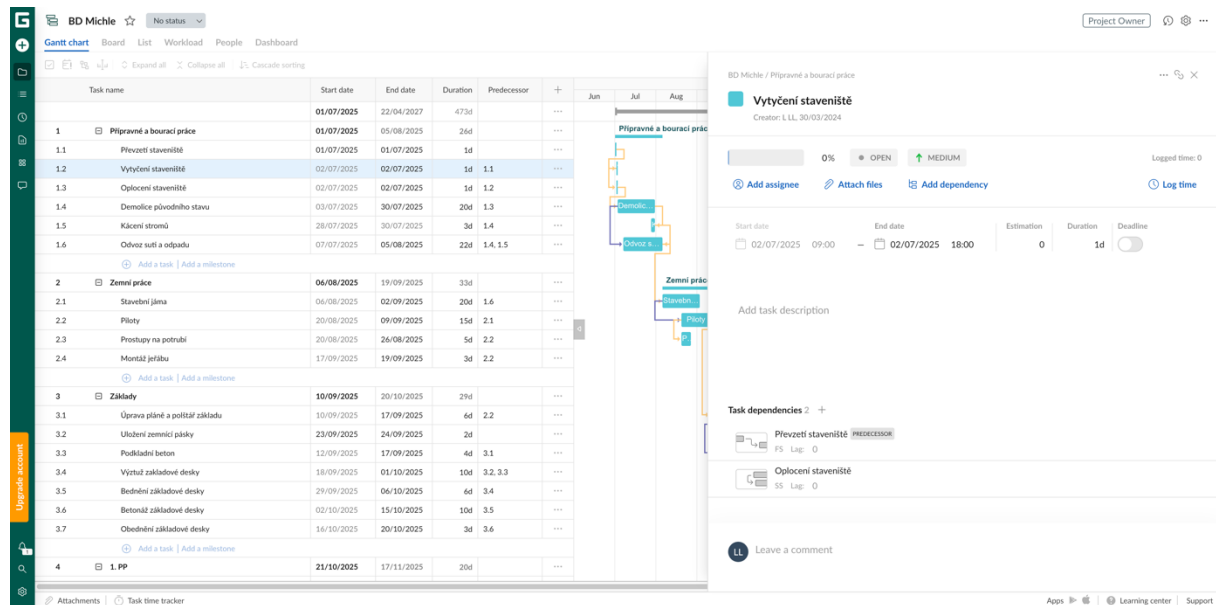 BD Michle No status Project Owner
Gantt chart Board List Workload People Dashboard
Expand all Collapse all Cascade sorting
Task name Start date End date Duration Predecessor Jun Jul Aug
01/07/2025 22/04/2027 473d
1 Přípravné a bourací práce 01/07/2025 05/08/2025 26d
1.1 Převzetí staveniště 01/07/2025 01/07/2025 1d
1.2 Vytyčení staveniště 02/07/2025 02/07/2025 1d 1.1
1.3 Oplocení staveniště 02/07/2025 02/07/2025 1d 1.2
1.4 Demolice původního stavu 03/07/2025 30/07/2025 20d 1.3
1.5 Kácení stromů 28/07/2025 30/07/2025 3d 1.4
1.6 Odvoz suti a odpadu 07/07/2025 05/08/2025 22d 1.4, 1.5
Add a task | Add a milestone
2 Zemní práce 06/08/2025 19/09/2025 33d
2.1 Stavební jáma 06/08/2025 02/09/2025 20d 1.6
2.2 Piloty 20/08/2025 09/09/2025 15d 2.1
2.3 Prostupy na potrubí 20/08/2025 26/08/2025 5d 2.2
2.4 Montáž jeřábu 17/09/2025 19/09/2025 3d 2.2
Add a task | Add a milestone
3 Základy 10/09/2025 20/10/2025 29d
3.1 Úprava pláně a polštář základu 10/09/2025 17/09/2025 6d 2.2
3.2 Uložení zemnící pásky 23/09/2025 24/09/2025 2d
3.3 Podkladní beton 12/09/2025 17/09/2025 4d 3.1
3.4 Výztuž zakladové desky 18/09/2025 01/10/2025 10d 3.2, 3.3
3.5 Bednění základové desky 29/09/2025 06/10/2025 6d 3.4
3.6 Betonáž základové desky 02/10/2025 15/10/2025 10d 3.5
3.7 Obednění základové desky 16/10/2025 20/10/2025 3d 3.6
Add a task | Add a milestone
4 1. PP 21/10/2025 17/11/2025 20d
Přípravné a bourací prác
Demolic...
Odvoz s...
Zemní prác
Stavebn...
Piloty
P..
BD Michle / Přípravné a bourací práce
Vytyčení staveniště
Creator: L LL, 30/03/2024
0% OPEN MEDIUM Logged time: 0
Add assignee Attach files Add dependency Log time
Start date End date Estimation Duration Deadline
02/07/2025 09:00 – 02/07/2025 18:00 0 1d
Add task description
Task dependencies 2
Převzetí staveniště PREDECESSOR
FS Lag: 0
Oplocení staveniště
SS Lag: 0
LL Leave a comment
Upgrade account
Attachments Task time tracker Apps Learning center Support